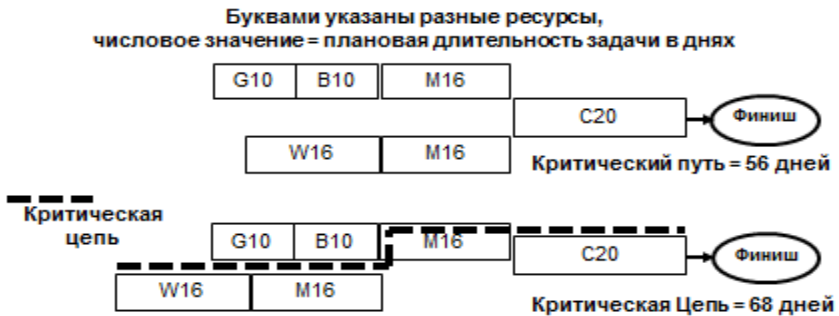 Буквами указаны разные ресурсы,
числовое значение = плановая длительность задачи в днях
G10 B10 M16
C20 Финиш
W16 M16
Критический путь = 56 дней
Критическая
цепь
G10 B10 M16
C20 Финиш
W16 M16
Критическая Цепь = 68 дней